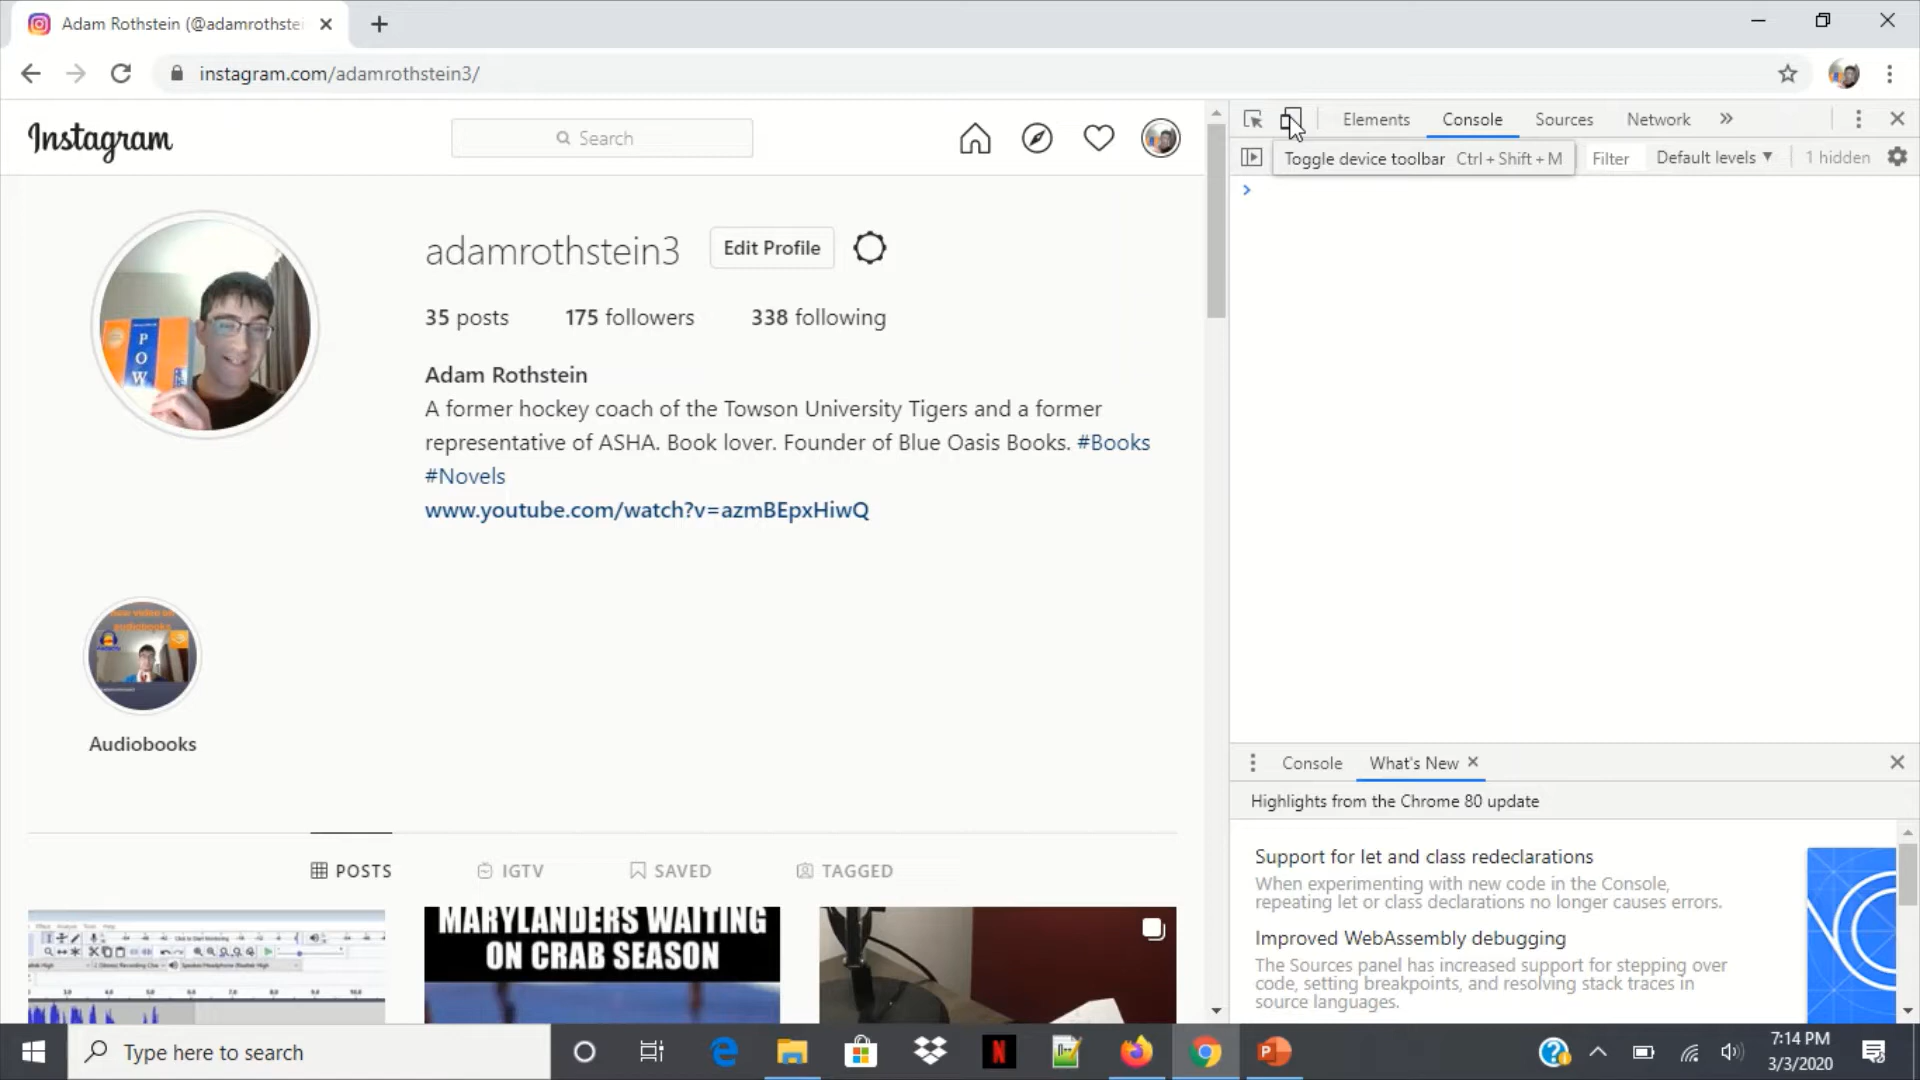 Adam Rothstein (@adamrothstei
instagram.com/adamrothstein3/
Instagram
Search
Elements
Console
Sources
Network
Toggle device toolbar Ctrl + Shift + M
Filter
Default levels
1 hidden
adamrothstein3
Edit Profile
35 posts
175 followers
338 following
Adam Rothstein
A former hockey coach of the Towson University Tigers and a former
representative of ASHA. Book lover. Founder of Blue Oasis Books. #Books
#Novels
www.youtube.com/watch?v=azmBEpxHiwQ
POW
audiobooks
Audiobooks
POSTS
IGTV
SAVED
TAGGED
MARYLANDERS WAITING
ON CRAB SEASON
Console
What's New
Highlights from the Chrome 80 update
Support for let and class redeclarations
When experimenting with new code in the Console,
repeating let or class declarations no longer causes errors.
Improved WebAssembly debugging
The Sources panel has increased support for stepping over
code, setting breakpoints, and resolving stack traces in
source languages.
Type here to search
7:14 PM
3/3/2020